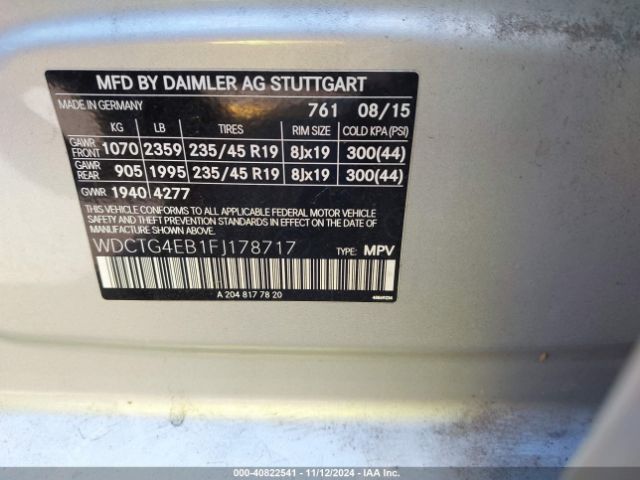 MFD BY DAIMLER AG STUTTGART
MADE IN GERMANY 761 08/15
KG LB TIRES RIM SIZE COLD KPA(PSI)
GAWR FRONT 1070 2359 235/45 R19 8Jx19 300(44)
GAWR REAR 905 1995 235/45 R19 8Jx19 300(44)
GVWR 1940 4277
THIS VEHICLE CONFORMS TO ALL APPLICABLE FEDERAL MOTOR VEHICLE
SAFETY AND THEFT PREVENTION STANDARDS IN EFFECT ON THE DATE
OF MANUFACTURE SHOWN ABOVE.
WDCTG4EB1FJ178717 TYPE: MPV
A 204 817 78 20
000-40822541 - 11/12/2024 - IAA Inc.